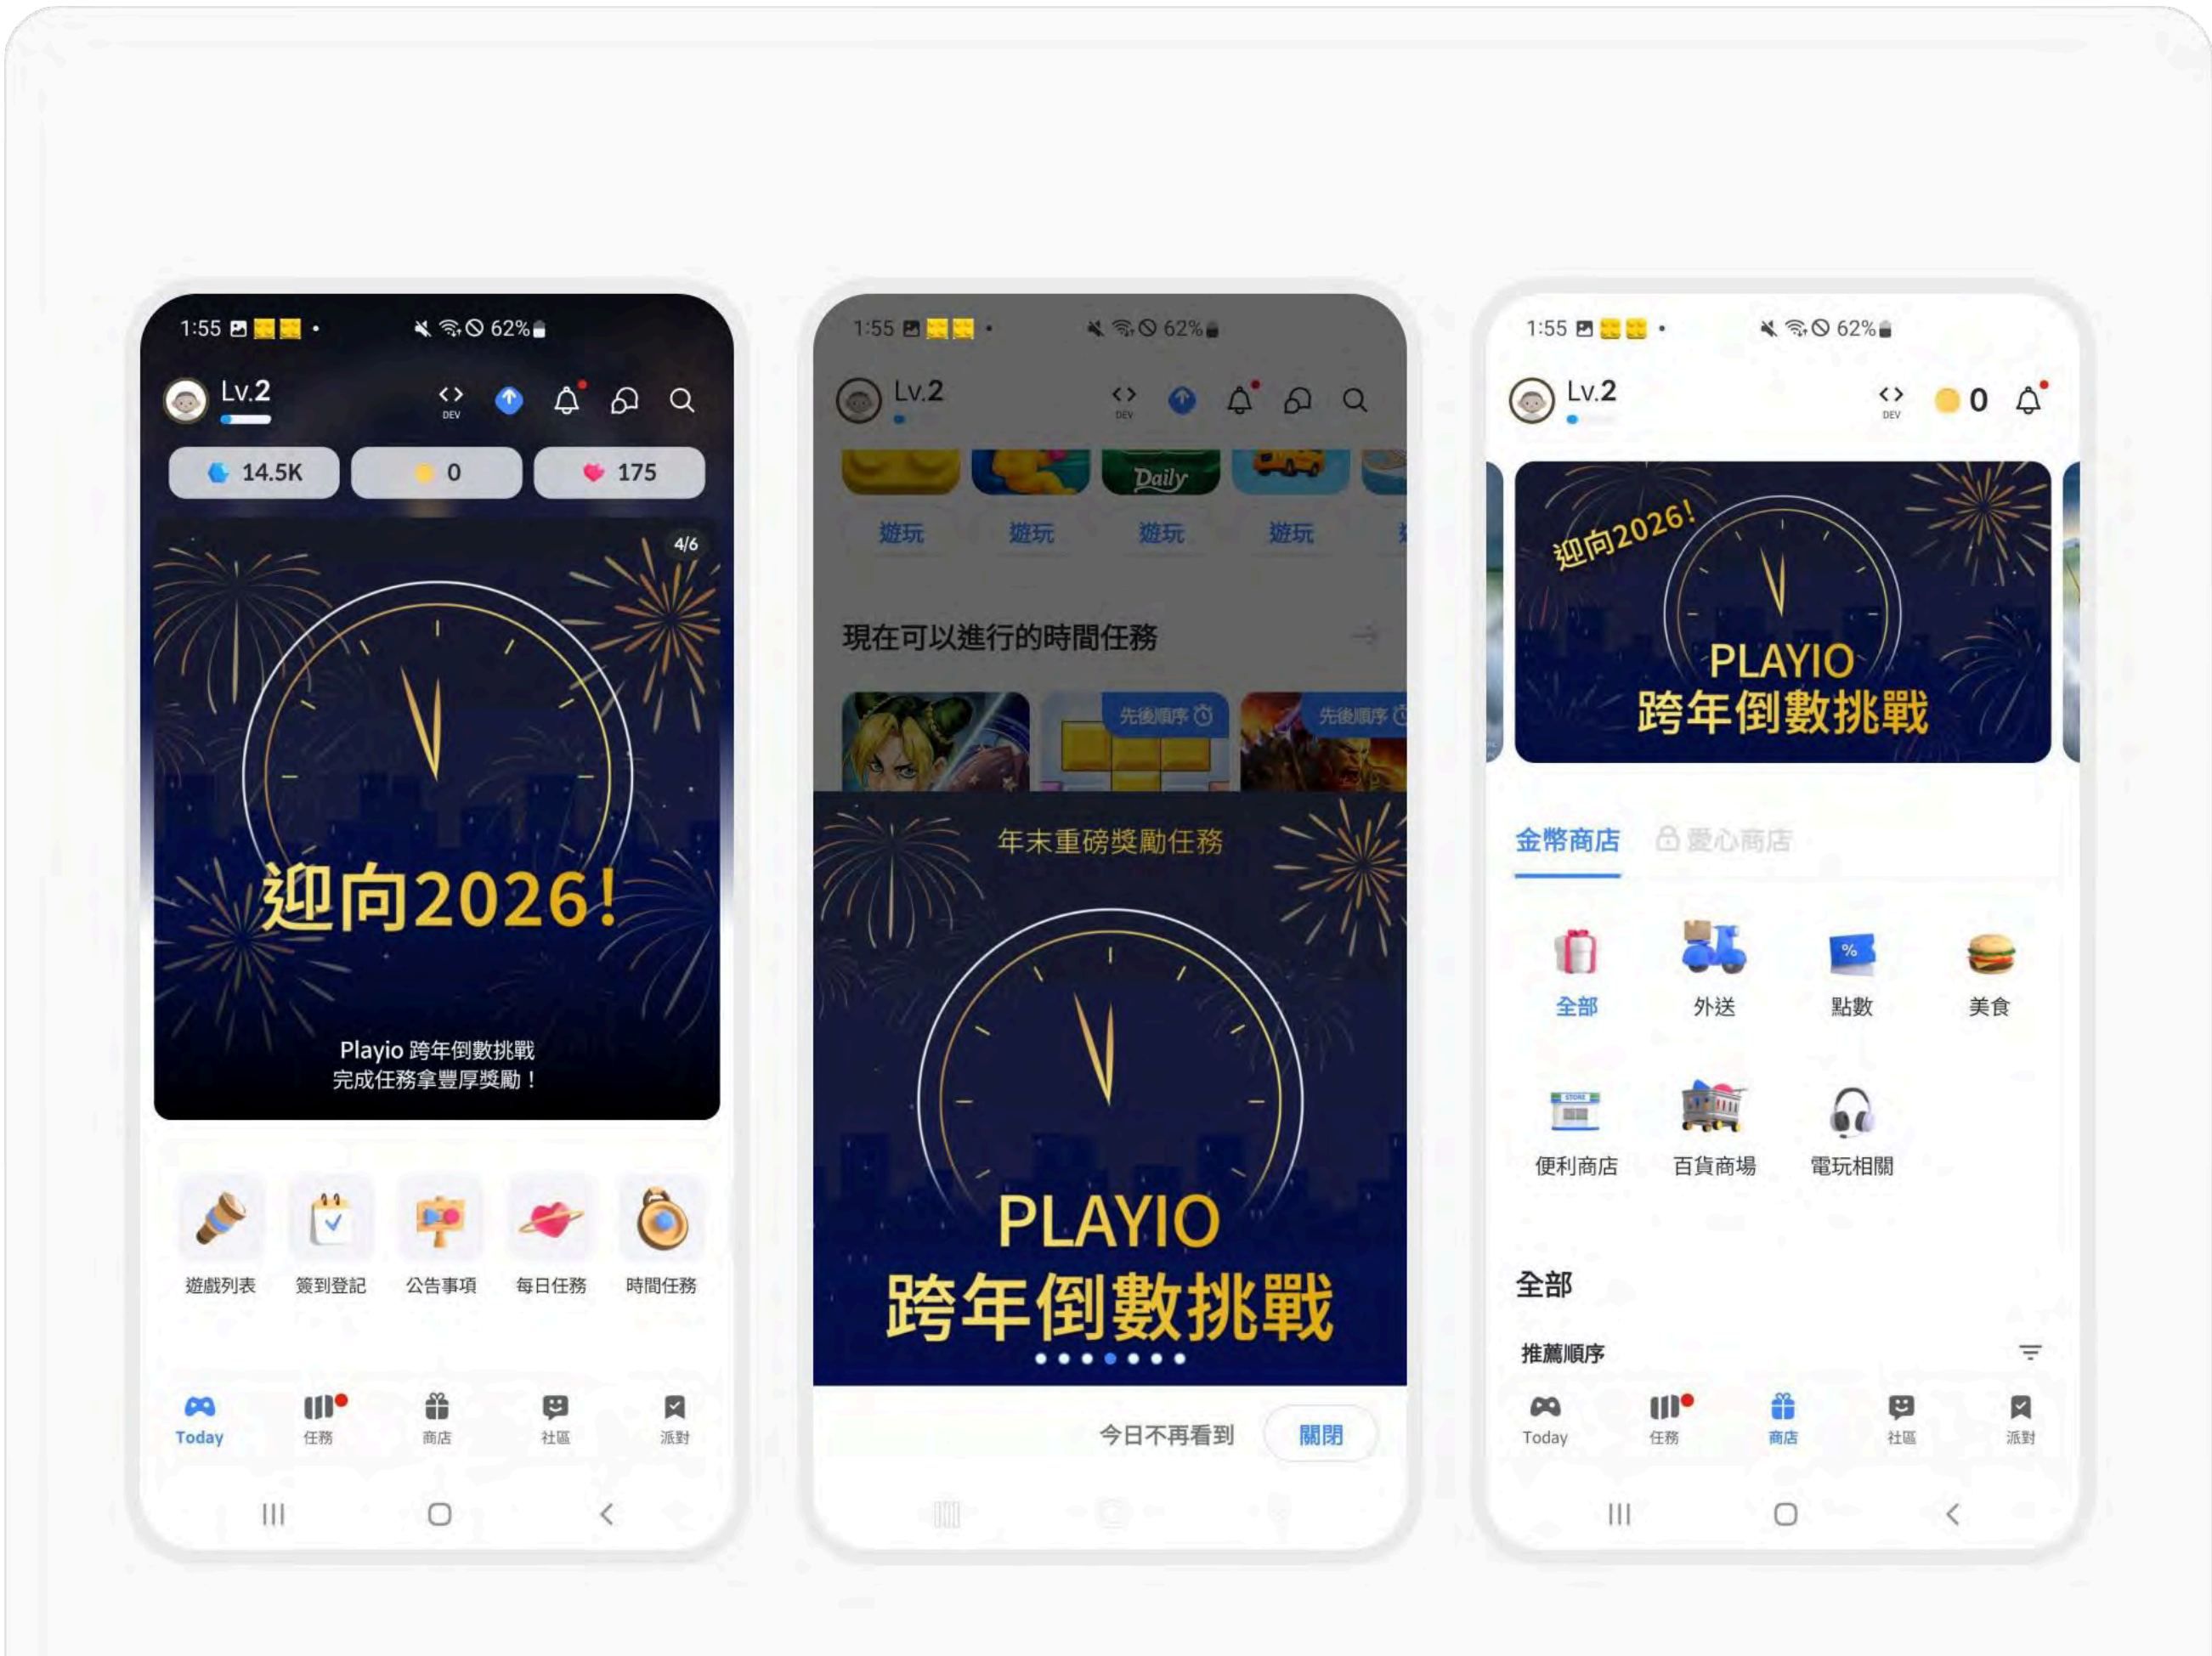 1:55
62%
Lv.2
DEV
14.5K
0
175
4/6
迎向2026!
Playio 跨年倒數挑戰
完成任務拿豐厚獎勵！
遊戲列表
簽到登記
公告事項
每日任務
時間任務
Today
任務
商店
社區
派對
1:55
62%
Lv.2
DEV
Daily
遊玩
遊玩
遊玩
遊玩
現在可以進行的時間任務
先後順序
先後順序
年末重磅獎勵任務
PLAYIO
跨年倒數挑戰
今日不再看到
關閉
1:55
62%
Lv.2
DEV
0
迎向2026!
PLAYIO
跨年倒數挑戰
金幣商店
愛心商店
%
全部
外送
點數
美食
STORE
便利商店
百貨商場
電玩相關
全部
推薦順序
Today
任務
商店
社區
派對